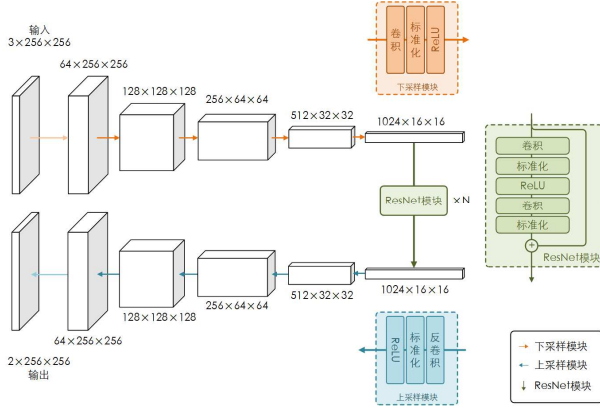 输入
3×256×256
64×256×256
128×128×128
256×64×64
512×32×32
1024×16×16
卷积
标准化
ReLU
下采样模块
ResNet模块
×N
卷积
标准化
ReLU
卷积
标准化
+
ResNet模块
2×256×256
输出
64×256×256
128×128×128
256×64×64
512×32×32
1024×16×16
ReLU
标准化
反卷积
上采样模块
下采样模块
上采样模块
ResNet模块